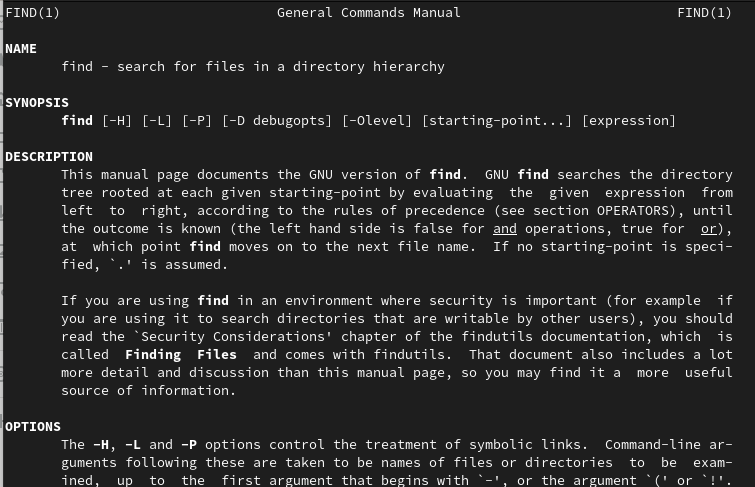 FIND(1) General Commands Manual FIND(1)
NAME
find - search for files in a directory hierarchy
SYNOPSIS
find [-H] [-L] [-P] [-D debugopts] [-Olevel] [starting-point...] [expression]
DESCRIPTION
This manual page documents the GNU version of find. GNU find searches the directory
tree rooted at each given starting-point by evaluating the given expression from
left to right, according to the rules of precedence (see section OPERATORS), until
the outcome is known (the left hand side is false for and operations, true for or),
at which point find moves on to the next file name. If no starting-point is speci-
fied, `.' is assumed.
If you are using find in an environment where security is important (for example if
you are using it to search directories that are writable by other users), you should
read the `Security Considerations' chapter of the findutils documentation, which is
called Finding Files and comes with findutils. That document also includes a lot
more detail and discussion than this manual page, so you may find it a more useful
source of information.
OPTIONS
The -H, -L and -P options control the treatment of symbolic links. Command-line ar-
guments following these are taken to be names of files or directories to be exam-
ined, up to the first argument that begins with `-', or the argument `(' or `!'.